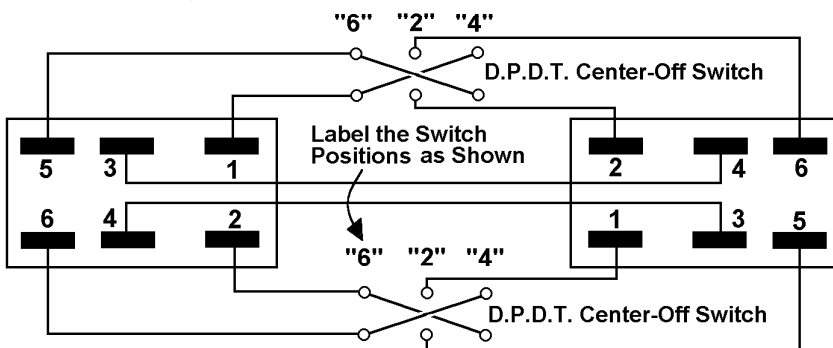 "6" "2" "4"
D.P.D.T. Center-Off Switch
Label the Switch
Positions as Shown
5 3 1
2 4 6
6 4 2
1 3 5
"6" "2" "4"
D.P.D.T. Center-Off Switch